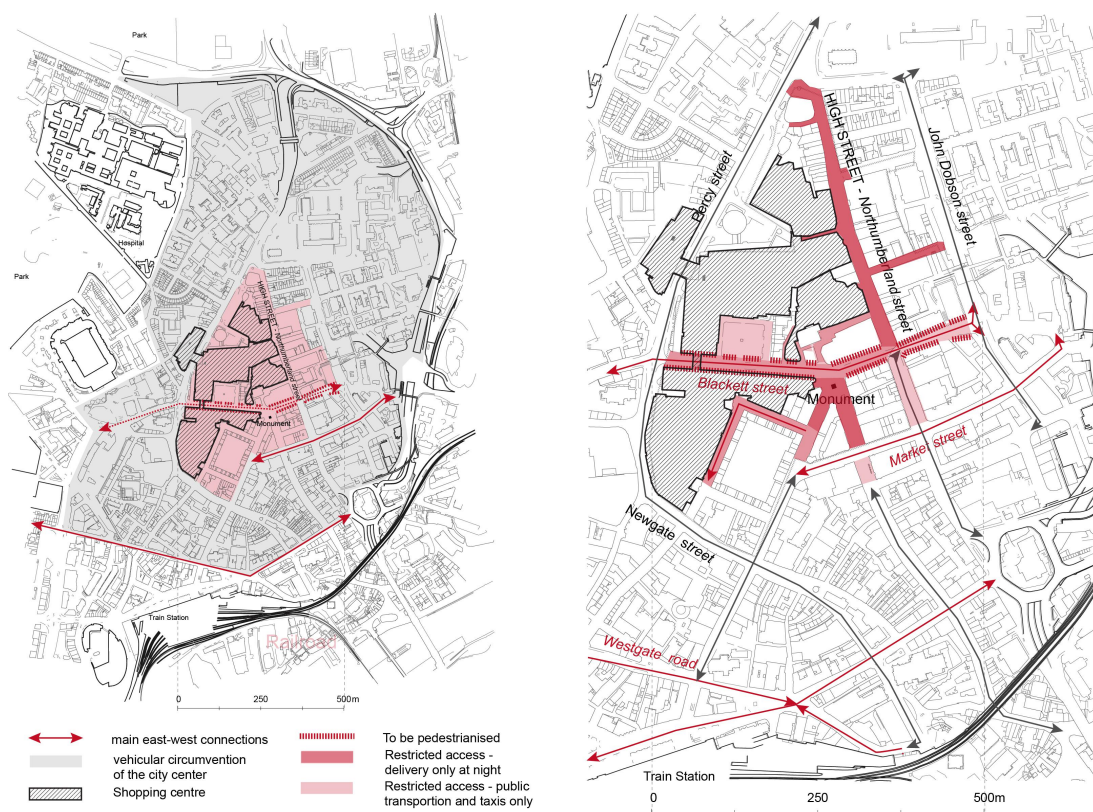 Park
Hospital
Park
HIGH STREET - Northumberland street
Monument
Train Station
Railroad
0
250
500m
main east-west connections
vehicular circumvention
of the city center
Shopping centre
To be pedestrianised
Restricted access -
delivery only at night
Restricted access - public
transportion and taxis only
Percy street
HIGH STREET - Northumberland street
John Dobson street
Blackett street
Monument
Market street
Newgate street
Westgate road
Train Station
0
250
500m